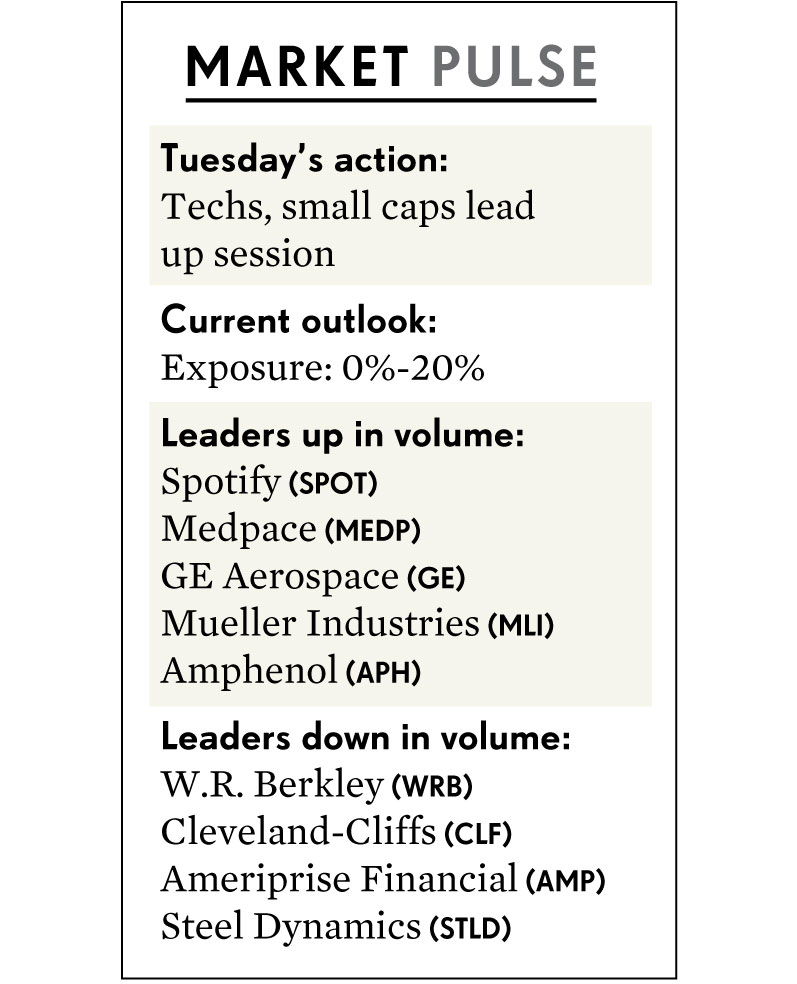 MARKET PULSE
Tuesday’s action:
Techs, small caps lead
up session
Current outlook:
Exposure: 0%-20%
Leaders up in volume:
Spotify (SPOT)
Medpace (MEDP)
GE Aerospace (GE)
Mueller Industries (MLI)
Amphenol (APH)
Leaders down in volume:
W.R. Berkley (WRB)
Cleveland-Cliffs (CLF)
Ameriprise Financial (AMP)
Steel Dynamics (STLD)